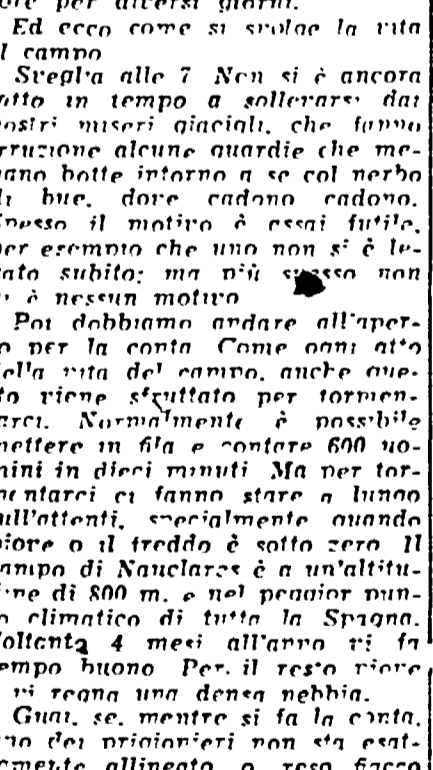 ore per diversi giorni.
Ed ecco come si svolge la vita
l campo
Sveglia alle 7 Non si è ancora
atto in tempo a sollevarsi dai
ostri miseri giacigli, che fanno
rruzione alcune guardie che me-
nano botte intorno a se col nerbo
di bue, dove cadono cadono.
Spesso il motivo è assai futile,
per esempio che uno non si è le-
vato subito; ma più spesso non
v'è nessun motivo
Poi dobbiamo andare all'aper-
o per la conta Come ogni atto
della vita del campo, anche que-
to viene sfruttato per tormen-
tarci. Normalmente è possibile
mettere in fila e contare 600 uo-
mini in dieci minuti Ma per tor-
mentarci ci fanno stare a lungo
sull'attenti, specialmente quando
piove o il freddo è sotto zero Il
campo di Nanclares è a un'altitu-
dine di 800 m. e nel peggior pun-
o climatico di tutta la Spagna.
Soltanta 4 mesi all'anno vi fa
tempo buono Per il resto piove
vi regna una densa nebbia.
Guai, se, mentre si fa la conta,
uno dei prigionieri non sta esat-
tamente allineato, o reso fiacco